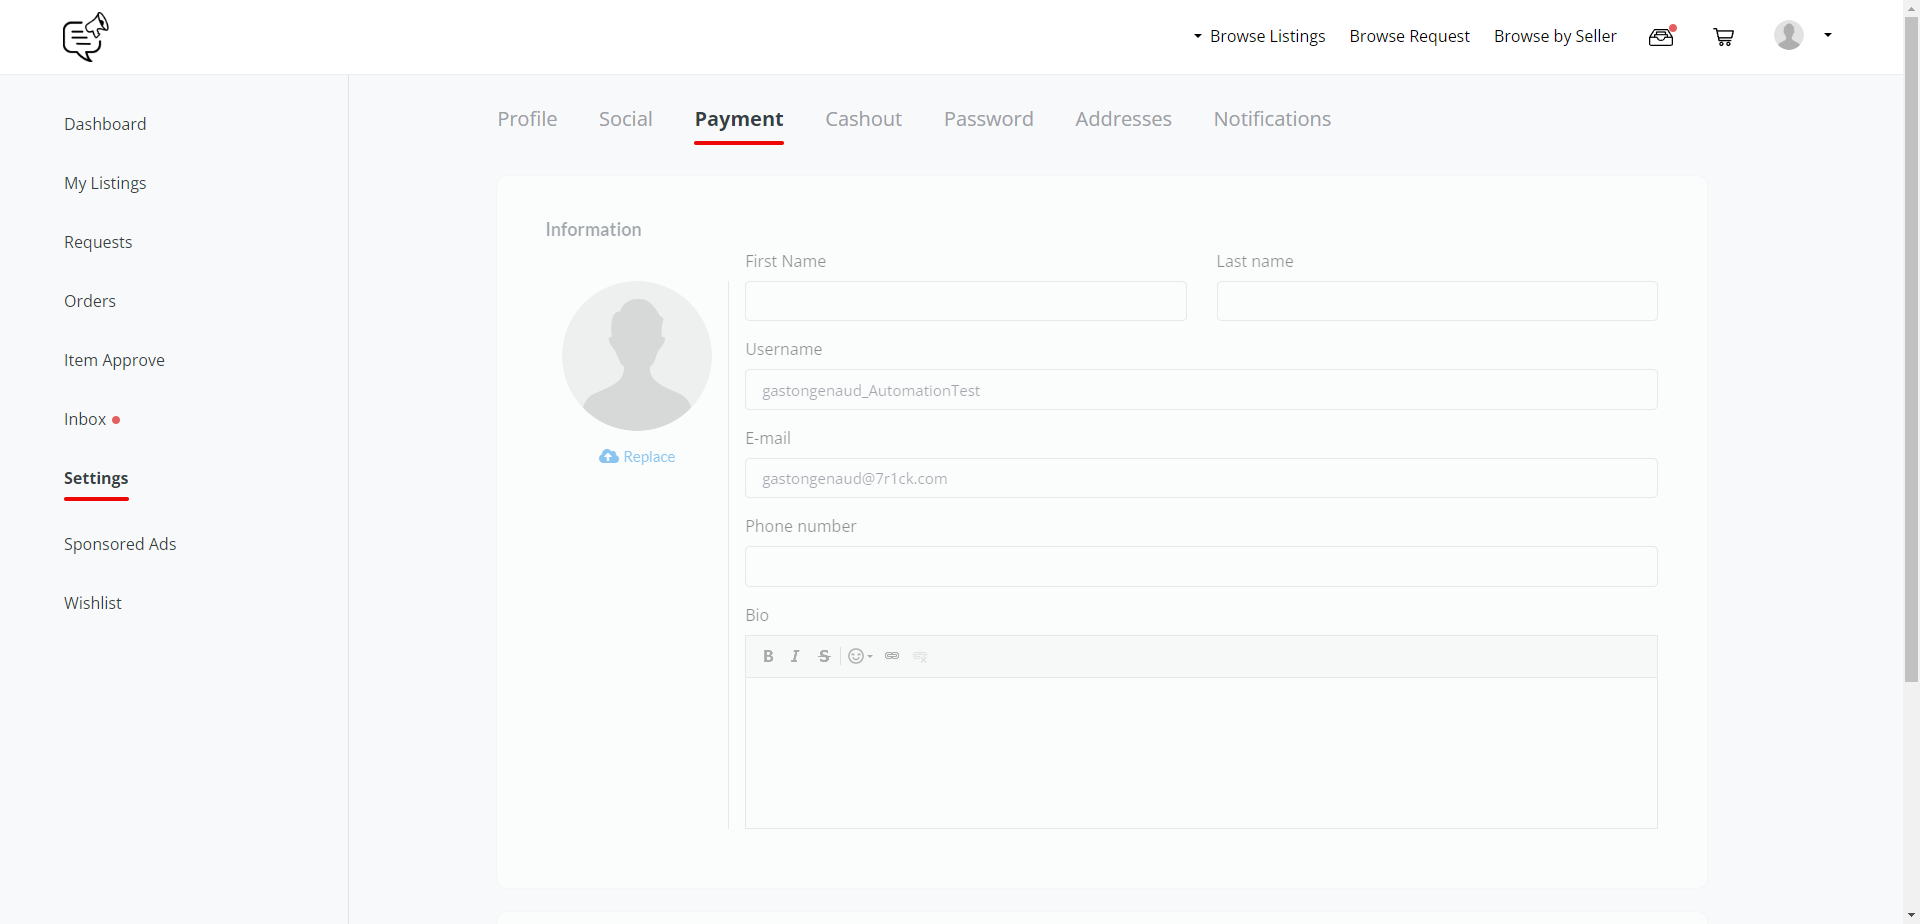 Browse Listings Browse Request Browse by Seller
Dashboard
My Listings
Requests
Orders
Item Approve
Inbox
Settings
Sponsored Ads
Wishlist
Profile Social Payment Cashout Password Addresses Notifications
Information
Replace
First Name Last name
Username
gastongenaud_AutomationTest
E-mail
gastongenaud@7r1ck.com
Phone number
Bio
B I S